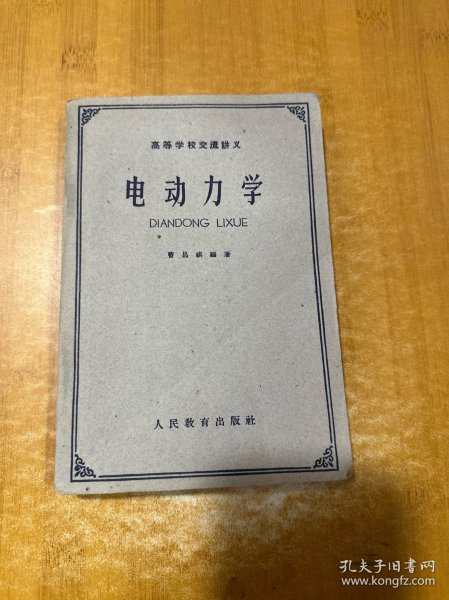 高等学校交流讲义
电动力学
DIANDONG LIXUE
曹昌祺编著
人民教育出版社
孔夫子旧书网
www.kongfz.com